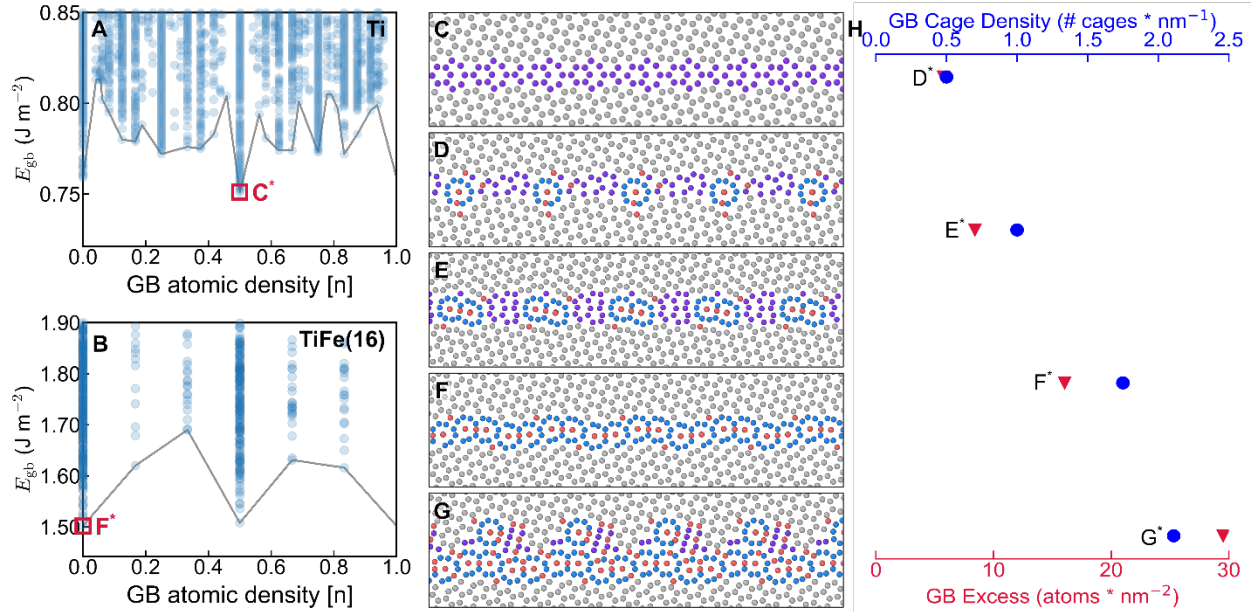 A
Ti
0.85
0.80
0.75
E_gb (J m⁻²)
C*
0.0 0.2 0.4 0.6 0.8 1.0
GB atomic density [n]
B
TiFe(16)
1.90
1.80
1.70
1.60
1.50
E_gb (J m⁻²)
F*
0.0 0.2 0.4 0.6 0.8 1.0
GB atomic density [n]
C
D
E
F
G
H
GB Cage Density (# cages * nm⁻¹)
0.0 0.5 1.0 1.5 2.0 2.5
D*
E*
F*
G*
0 10 20 30
GB Excess (atoms * nm⁻²)